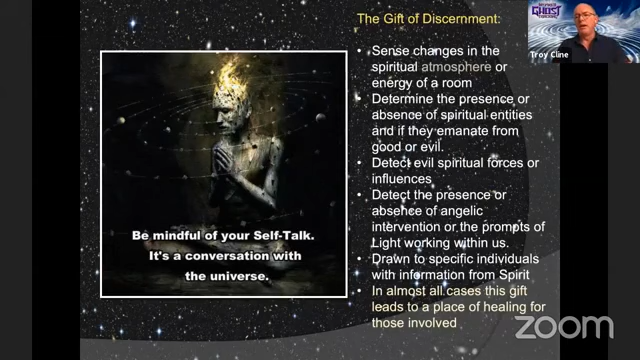 The Gift of Discernment:
GHOST
Troy Cline
• Sense changes in the
spiritual atmosphere or
energy of a room
• Determine the presence or
absence of spiritual entities
and if they emanate from
good or evil.
• Detect evil spiritual forces or
influences
• Detect the presence or
absence of angelic
intervention or the prompts of
Light working within us.
• Drawn to specific individuals
with information from Spirit
• In almost all cases this gift
leads to a place of healing for
those involved
Be mindful of your Self-Talk.
It's a conversation with
the universe.
zoom